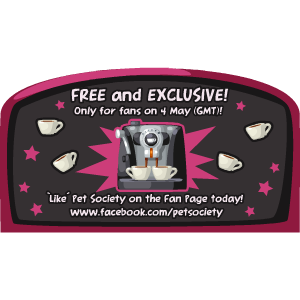 FREE and EXCLUSIVE!
Only for fans on 4 May (GMT)!
'Like' Pet Society on the Fan Page today!
www.facebook.com/petsociety